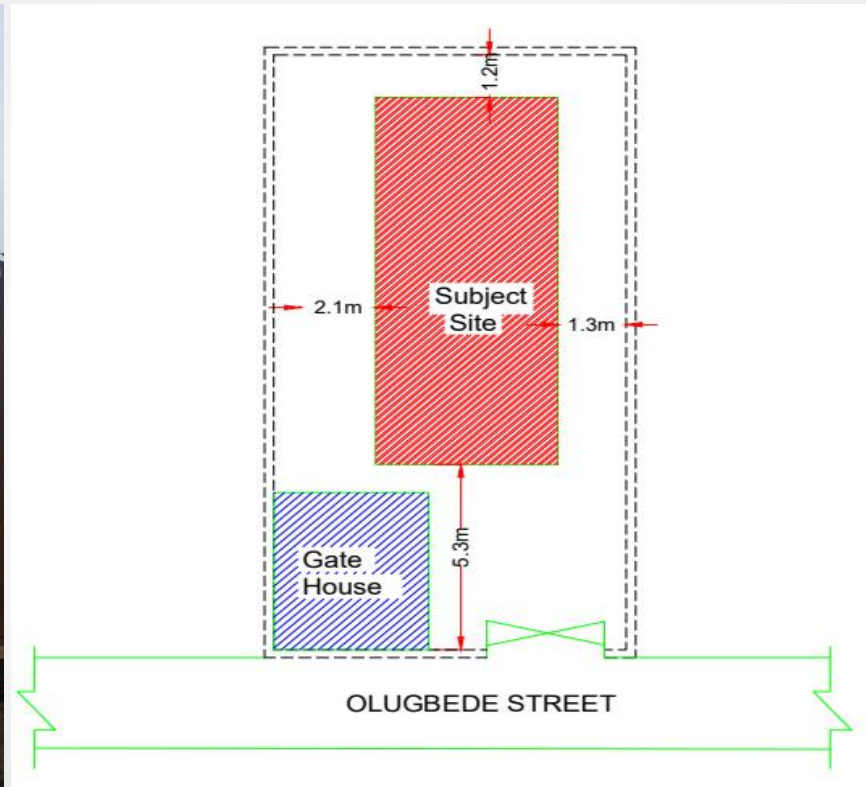 1.2m
2.1m
Subject
Site
1.3m
5.3m
Gate
House
OLUGBEDE STREET